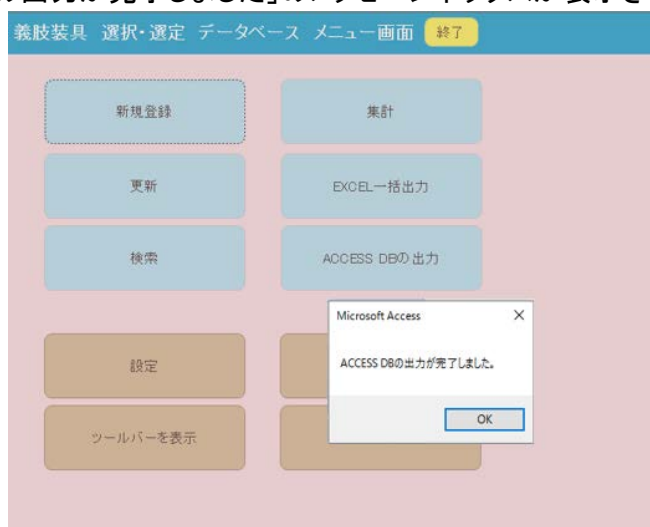 義肢装具 選択・選定 データベース メニュー画面 終了
新規登録 集計
更新 EXCEL一括出力
検索 ACCESS DBの出力
Microsoft Access
ACCESS DBの出力が完了しました。
設定
OK
ツールバーを表示